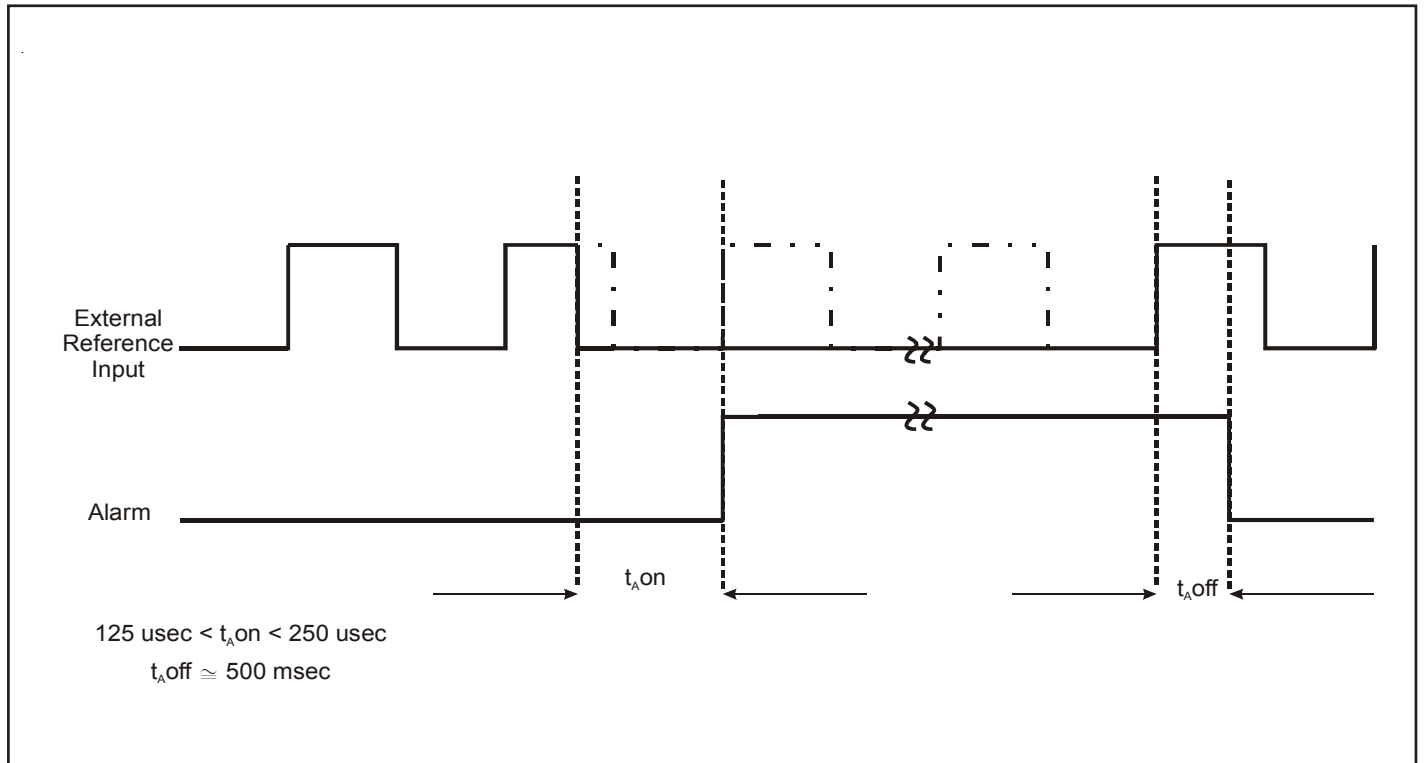 External
Reference
Input
Alarm
tₐon
tₐoff
125 usec < tₐon < 250 usec
tₐoff ≅ 500 msec